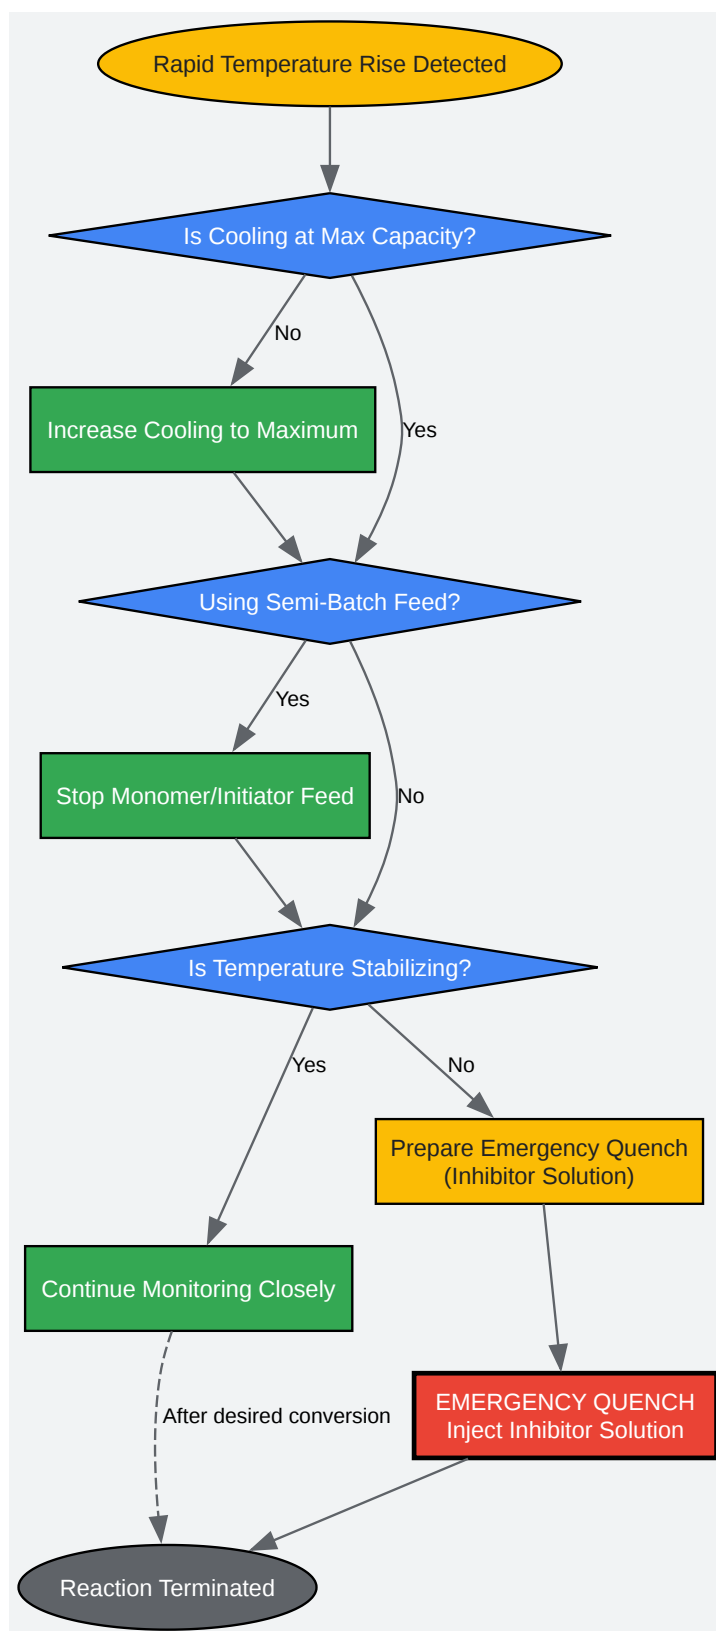 Rapid Temperature Rise Detected
Is Cooling at Max Capacity?
No
Increase Cooling to Maximum
Yes
Using Semi-Batch Feed?
Yes
Stop Monomer/Initiator Feed
No
Is Temperature Stabilizing?
Yes
No
Prepare Emergency Quench
(Inhibitor Solution)
Continue Monitoring Closely
EMERGENCY QUENCH
Inject Inhibitor Solution
After desired conversion
Reaction Terminated